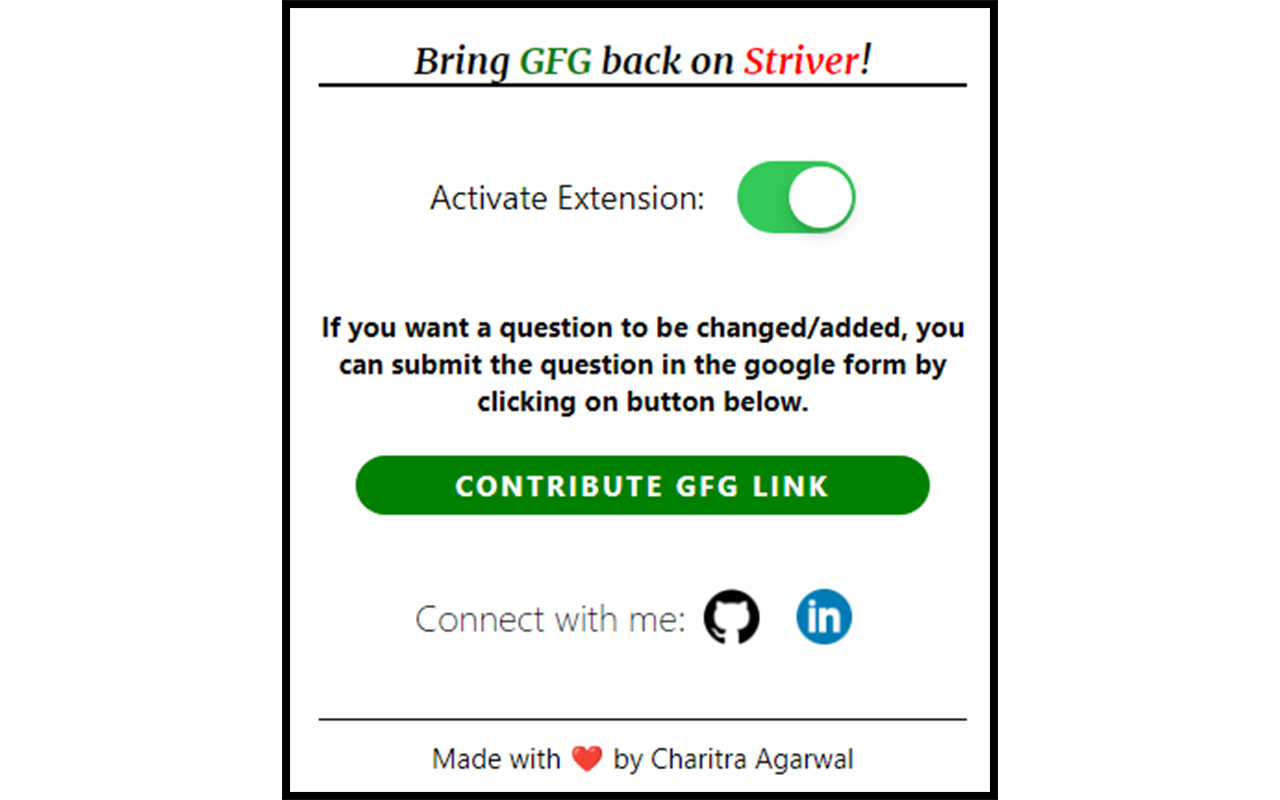 Bring GFG back on Striver!
Activate Extension:
If you want a question to be changed/added, you
can submit the question in the google form by
clicking on button below.
CONTRIBUTE GFG LINK
Connect with me:
in
Made with ❤️ by Charitra Agarwal